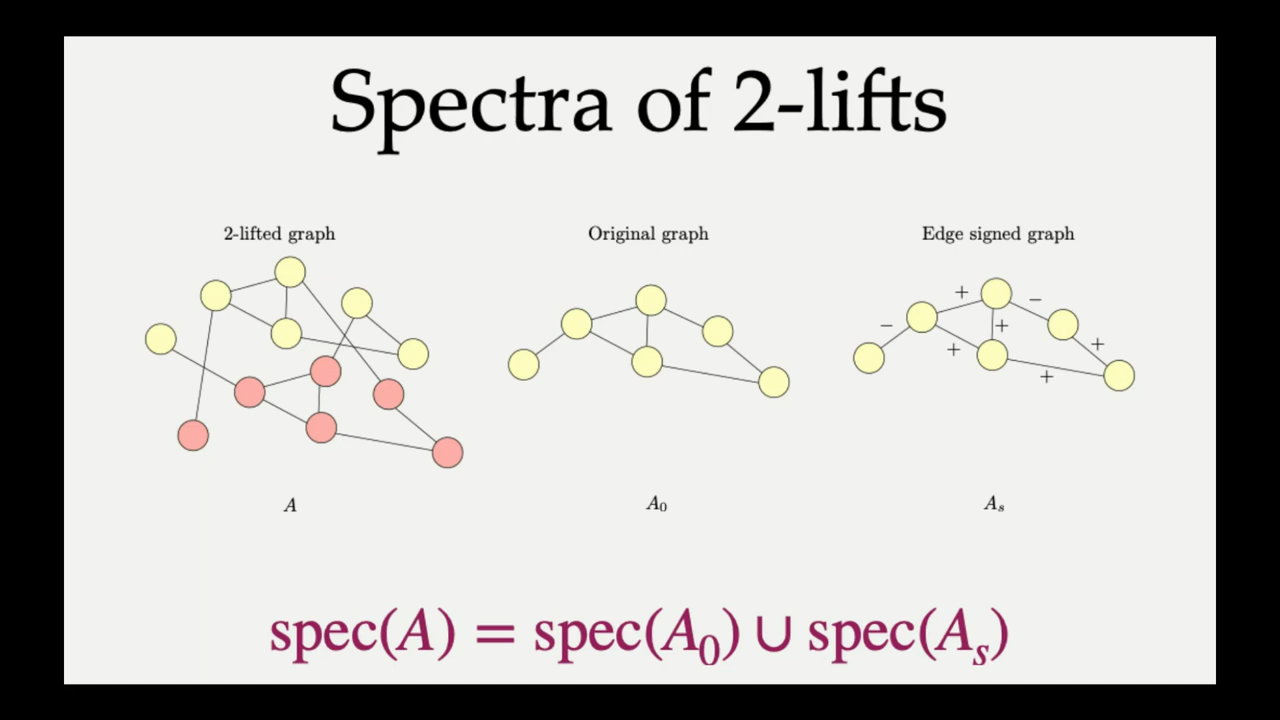 Spectra of 2-lifts
2-lifted graph
Original graph
Edge signed graph
+
−
−
+
+
+
+
A
A₀
Aₛ
spec(A) = spec(A₀) ∪ spec(Aₛ)